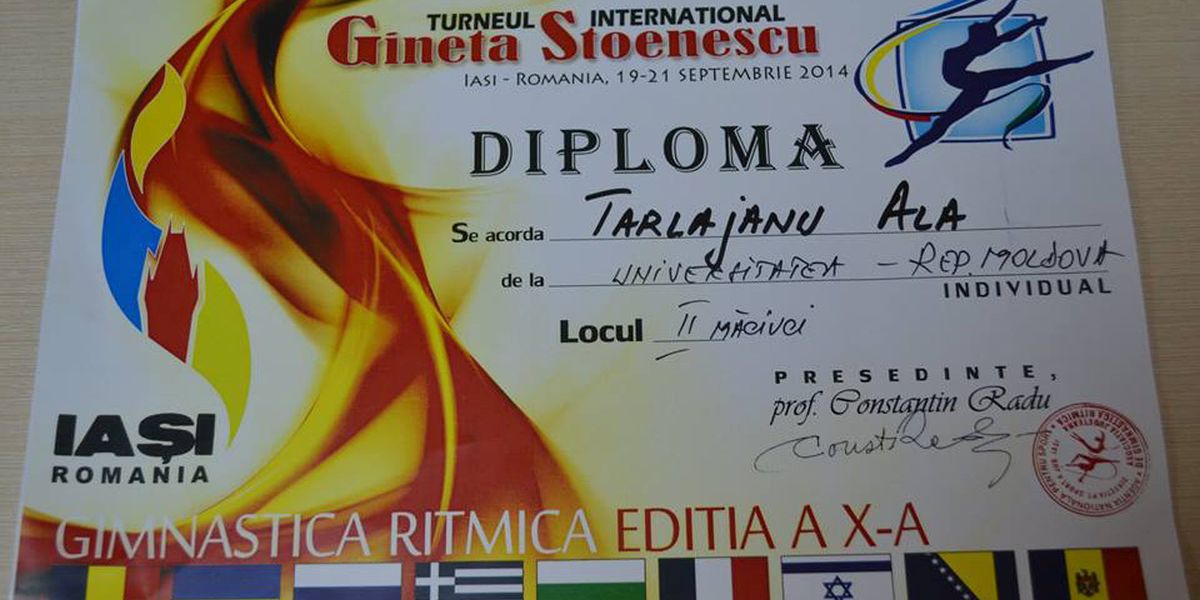 TURNEUL INTERNATIONAL
Gineta Stoenescu
IASI - ROMANIA, 19-21 SEPTEMBRIE 2014
DIPLOMA
Se acorda TARLAJANU ALA
de la UNIVERSITATEA - REP. MOLDOVA
INDIVIDUAL
Locul II MĂCIUCI
PRESEDINTE,
prof. Constantin Radu
IAȘI
ROMANIA
GIMNASTICA RITMICA EDITIA A X-A